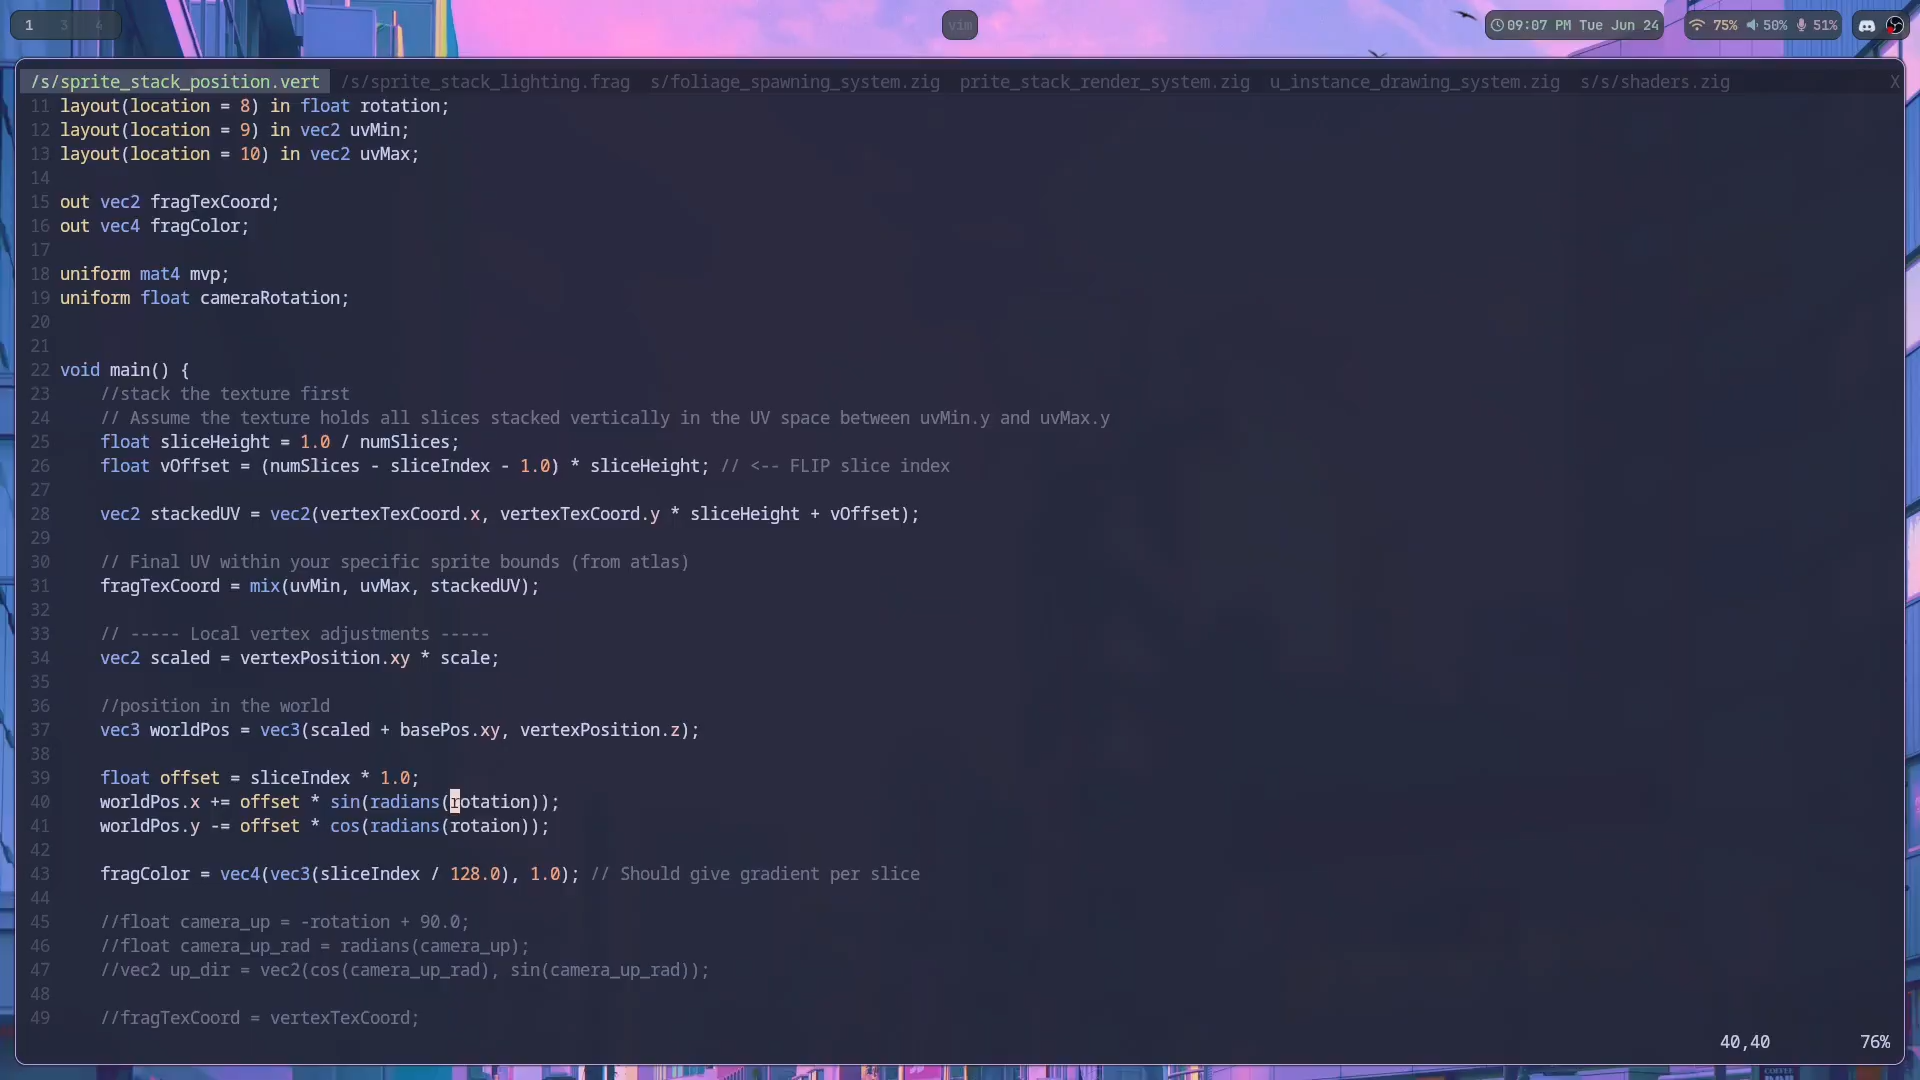 1 3 4
vim
09:07 PM Tue Jun 24
75% 50% 51%
/s/sprite_stack_position.vert /s/sprite_stack_lighting.frag s/foliage_spawning_system.zig prite_stack_render_system.zig u_instance_drawing_system.zig s/s/shaders.zig X
11 layout(location = 8) in float rotation;
12 layout(location = 9) in vec2 uvMin;
13 layout(location = 10) in vec2 uvMax;
14
15 out vec2 fragTexCoord;
16 out vec4 fragColor;
17
18 uniform mat4 mvp;
19 uniform float cameraRotation;
20
21
22 void main() {
23     //stack the texture first
24     // Assume the texture holds all slices stacked vertically in the UV space between uvMin.y and uvMax.y
25     float sliceHeight = 1.0 / numSlices;
26     float vOffset = (numSlices - sliceIndex - 1.0) * sliceHeight; // <-- FLIP slice index
27
28     vec2 stackedUV = vec2(vertexTexCoord.x, vertexTexCoord.y * sliceHeight + vOffset);
29
30     // Final UV within your specific sprite bounds (from atlas)
31     fragTexCoord = mix(uvMin, uvMax, stackedUV);
32
33     // ----- Local vertex adjustments -----
34     vec2 scaled = vertexPosition.xy * scale;
35
36     //position in the world
37     vec3 worldPos = vec3(scaled + basePos.xy, vertexPosition.z);
38
39     float offset = sliceIndex * 1.0;
40     worldPos.x += offset * sin(radians(rotation));
41     worldPos.y -= offset * cos(radians(rotaion));
42
43     fragColor = vec4(vec3(sliceIndex / 128.0), 1.0); // Should give gradient per slice
44
45     //float camera_up = -rotation + 90.0;
46     //float camera_up_rad = radians(camera_up);
47     //vec2 up_dir = vec2(cos(camera_up_rad), sin(camera_up_rad));
48
49     //fragTexCoord = vertexTexCoord;
40,40 76%